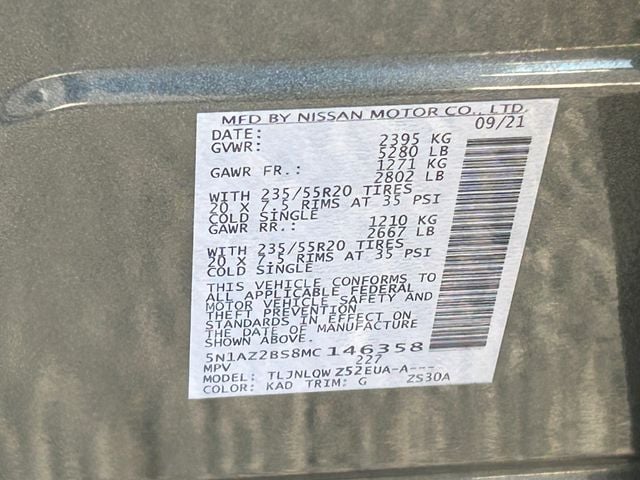 MFD BY NISSAN MOTOR CO., LTD
DATE: 09/21
GVWR: 2395 KG
5280 LB
GAWR FR.: 1271 KG
2802 LB
WITH 235/55R20 TIRES
20 X 7.5 RIMS AT 35 PSI
COLD SINGLE
GAWR RR.: 1210 KG
2667 LB
WITH 235/55R20 TIRES
20 X 7.5 RIMS AT 35 PSI
COLD SINGLE
THIS VEHICLE CONFORMS TO
ALL APPLICABLE FEDERAL
MOTOR VEHICLE SAFETY AND
THEFT PREVENTION
STANDARDS IN EFFECT ON
THE DATE OF MANUFACTURE
SHOWN ABOVE.
5N1AZ2BS8MC 146358
MPV 227
MODEL: TLJNLQW Z52EUA-A---
COLOR: KAD TRIM: G ZS30A